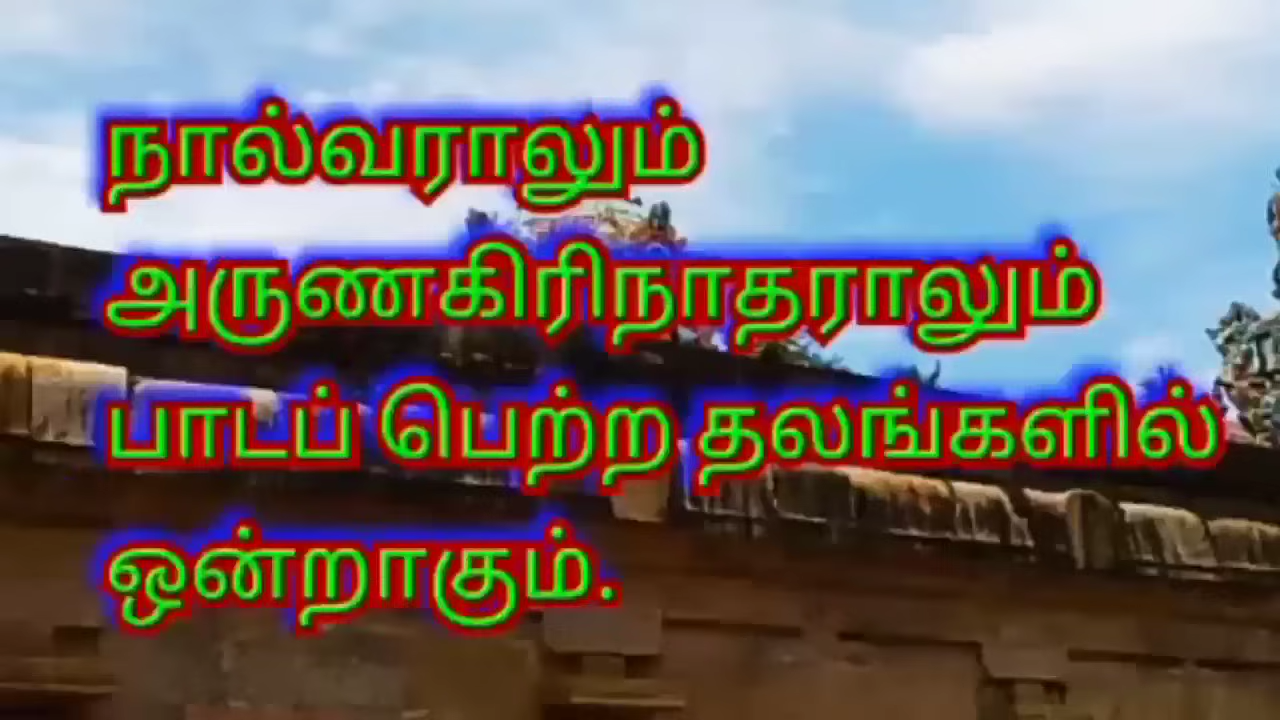 நால்வராலும்
அருணகிரிநாதராலும்
பாடப் பெற்ற தலங்களில்
ஒன்றாகும்.